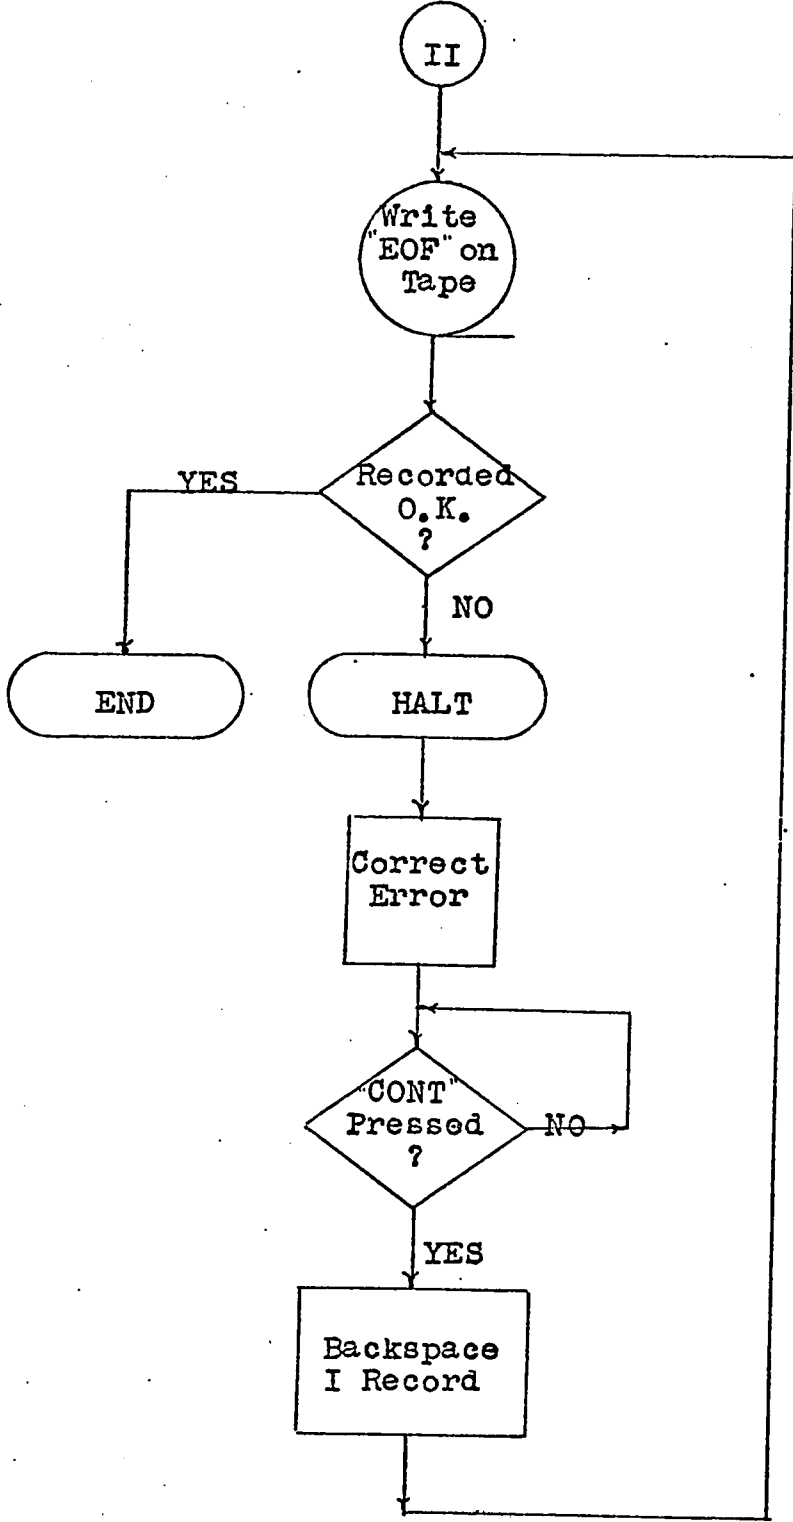 II
Write
"EOF" on
Tape
YES
Recorded
O.K.
?
NO
END
HALT
Correct
Error
"CONT"
Pressed
?
NO
YES
Backspace
I Record